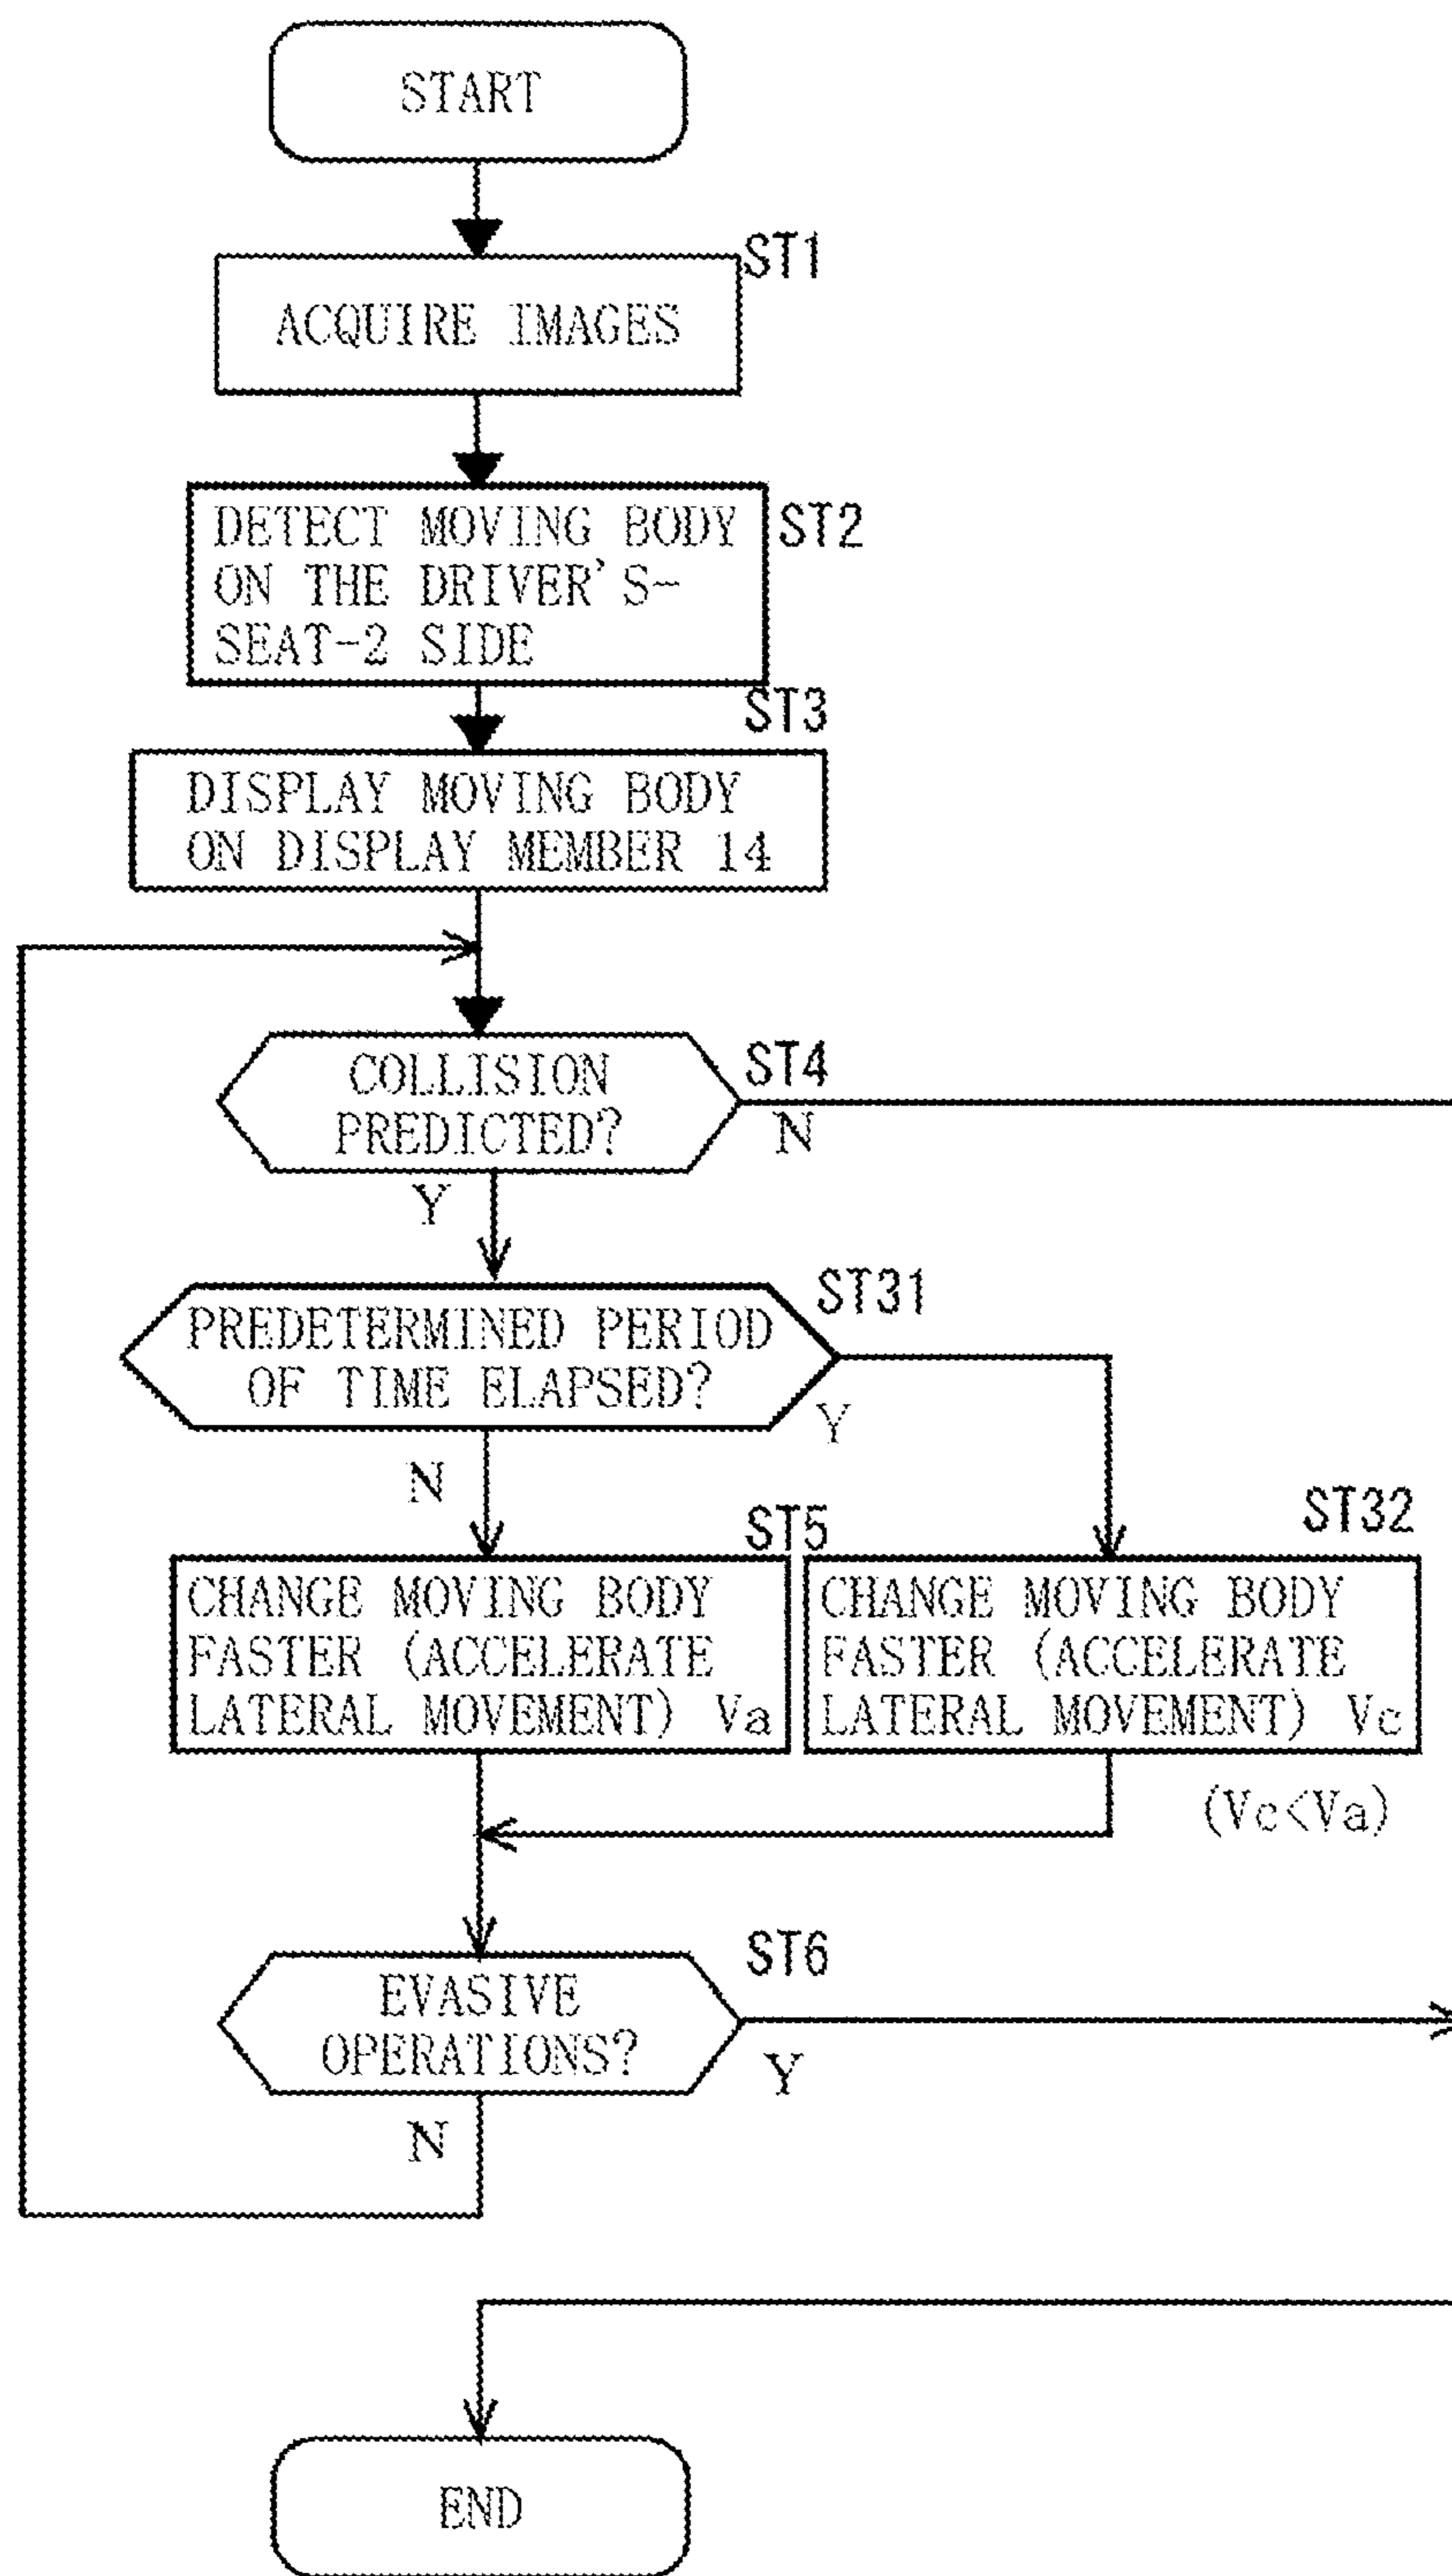 START
ST1
ACQUIRE IMAGES
ST2
DETECT MOVING BODY
ON THE DRIVER'S-
SEAT-2 SIDE
ST3
DISPLAY MOVING BODY
ON DISPLAY MEMBER 14
ST4
COLLISION
PREDICTED?
N
Y
ST31
PREDETERMINED PERIOD
OF TIME ELAPSED?
Y
N
ST5
CHANGE MOVING BODY
FASTER (ACCELERATE
LATERAL MOVEMENT) Va
ST32
CHANGE MOVING BODY
FASTER (ACCELERATE
LATERAL MOVEMENT) Vc
(Vc<Va)
ST6
EVASIVE
OPERATIONS?
Y
N
END